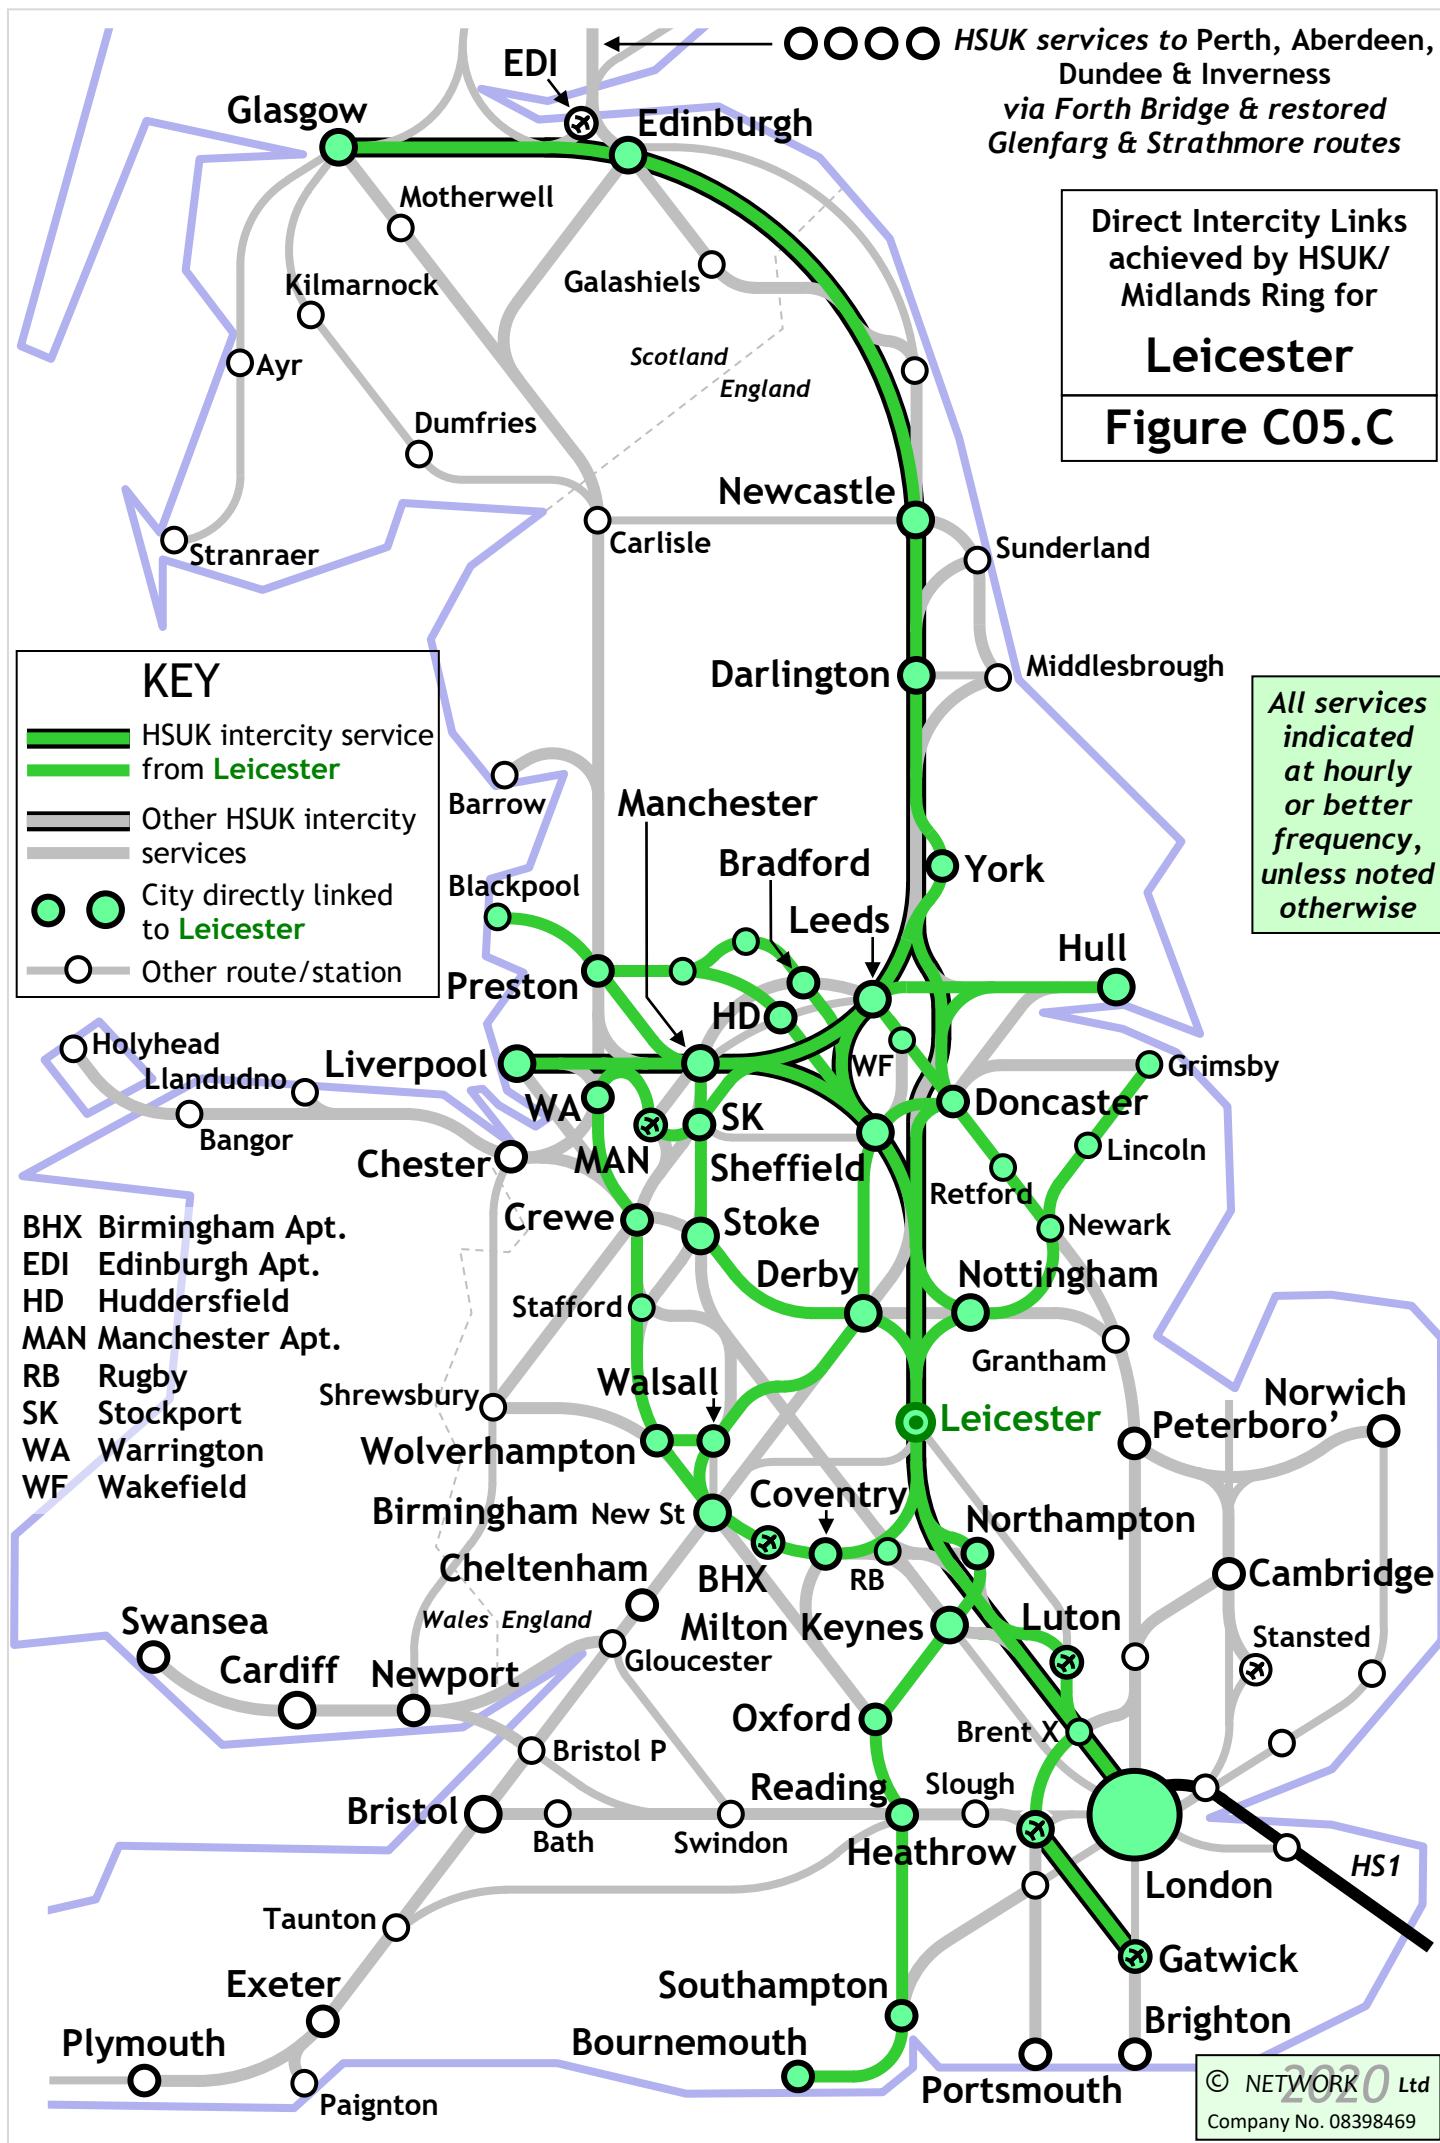 HSUK services to Perth, Aberdeen,
Dundee & Inverness
via Forth Bridge & restored
Glenfarg & Strathmore routes
EDI
Glasgow
Edinburgh
Motherwell
Direct Intercity Links
achieved by HSUK/
Midlands Ring for
Leicester
Figure C05.C
Galashiels
Kilmarnock
Scotland
England
Ayr
Dumfries
Newcastle
Carlisle
Sunderland
Stranraer
Darlington
Middlesbrough
KEY
HSUK intercity service
from Leicester
Other HSUK intercity
services
City directly linked
to Leicester
Other route/station
All services
indicated
at hourly
or better
frequency,
unless noted
otherwise
Barrow
Manchester
Bradford
York
Blackpool
Leeds
Hull
Preston
HD
Holyhead
Llandudno
Liverpool
WF
Grimsby
WA
SK
Doncaster
Bangor
Chester
MAN
Sheffield
Lincoln
Retford
Crewe
Stoke
Newark
BHX Birmingham Apt.
EDI Edinburgh Apt.
HD Huddersfield
MAN Manchester Apt.
RB Rugby
SK Stockport
WA Warrington
WF Wakefield
Derby
Nottingham
Stafford
Grantham
Shrewsbury
Walsall
Norwich
Leicester
Peterboro'
Wolverhampton
Coventry
Birmingham New St
Northampton
Cheltenham
BHX
RB
Cambridge
Swansea
Wales England
Milton Keynes
Luton
Stansted
Cardiff
Newport
Gloucester
Oxford
Brent X
Bristol P
Reading
Slough
Bristol
Bath
Swindon
Heathrow
HS1
London
Taunton
Gatwick
Exeter
Southampton
Brighton
Plymouth
Bournemouth
Portsmouth
Paignton
© NETWORK 2020 Ltd
Company No. 08398469